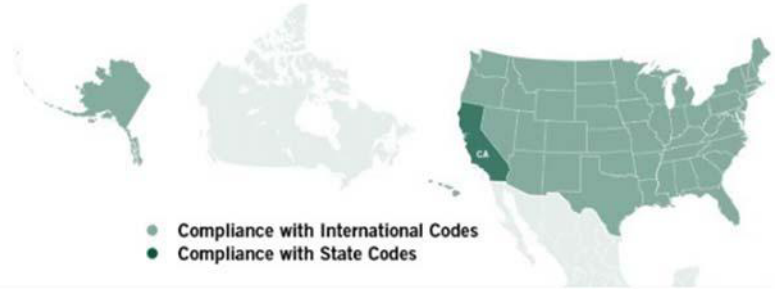 CA
Compliance with International Codes
Compliance with State Codes